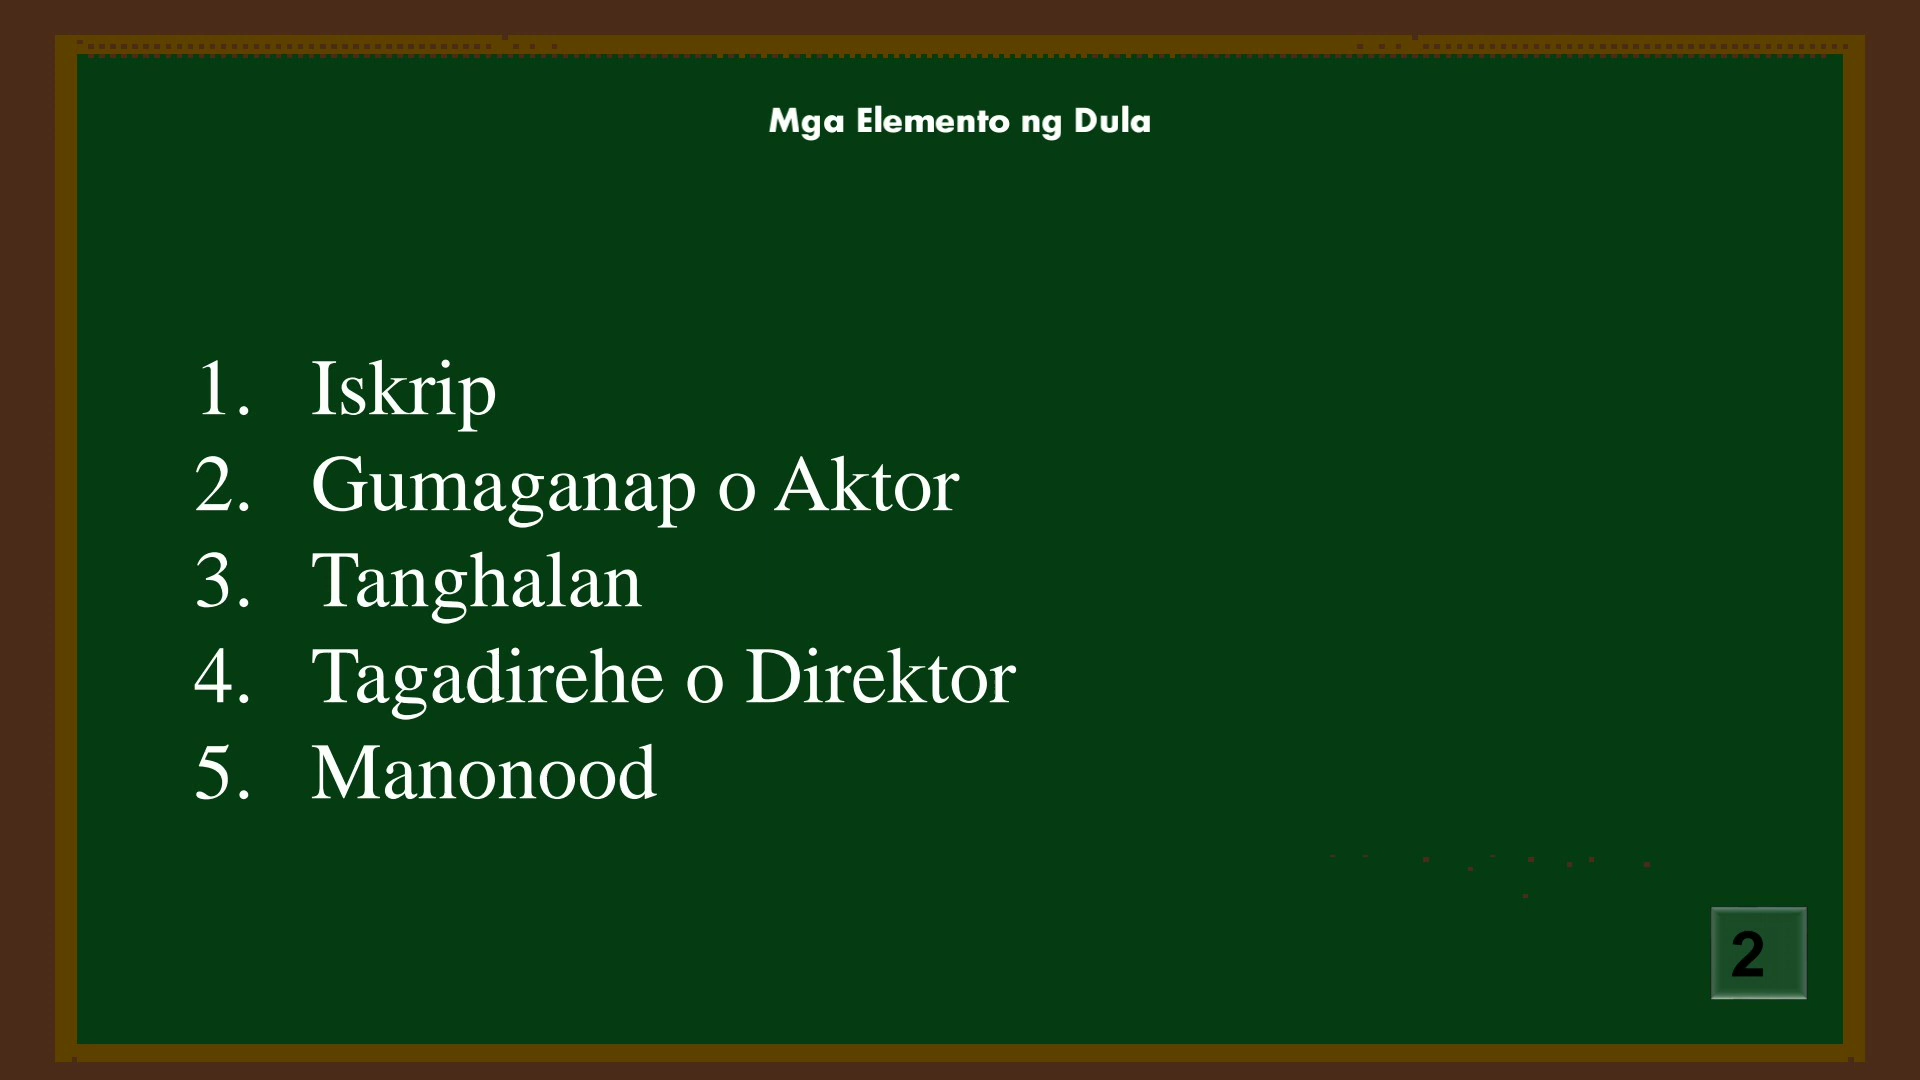 Mga Elemento ng Dula
1. Iskrip
2. Gumaganap o Aktor
3. Tanghalan
4. Tagadirehe o Direktor
5. Manonood
2